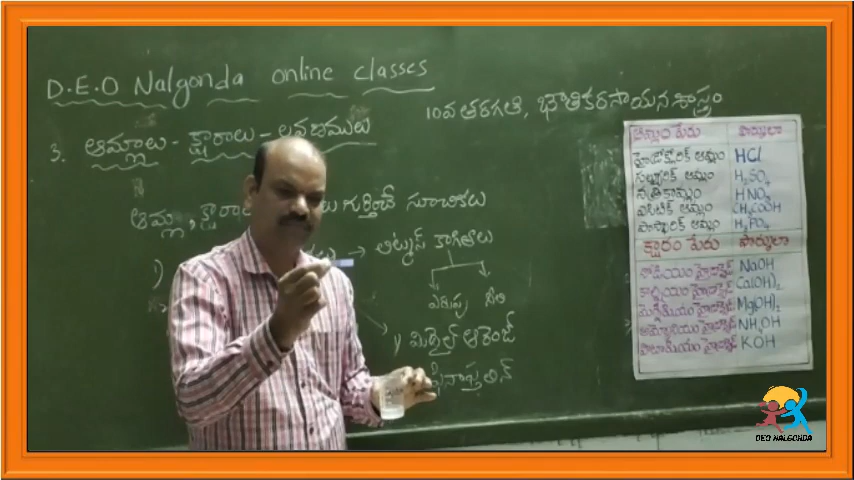 D.E.O Nalgonda online classes
10వ తరగతి, భౌతికరసాయన శాస్త్రం
3. ఆమ్లాలు - క్షారాలు - లవణములు
ఆమ్ల, క్షారా గుర్తించే సూచికలు
1)
→ లిట్మస్ కాగితాలు
ఎరుపు నీలి
మిథైల్ ఆరెంజ్
ఫినాఫ్తలిన్
ఆమ్లం పేరు ఫార్ములా
హైడ్రోక్లోరిక్ ఆమ్లం HCl
సల్ఫ్యూరిక్ ఆమ్లం H2SO4
నత్రికామ్లం HNO3
ఎసిటిక్ ఆమ్లం CH3COOH
ఫాస్ఫారిక్ ఆమ్లం H3PO4
క్షారం పేరు ఫార్ములా
సోడియం హైడ్రాక్సైడ్ NaOH
కాల్షియం హైడ్రాక్సైడ్ Ca(OH)2
మెగ్నీషియం హైడ్రాక్సైడ్ Mg(OH)2
అమ్మోనియం హైడ్రాక్సైడ్ NH4OH
పొటాషియం హైడ్రాక్సైడ్ KOH
DEO NALGONDA